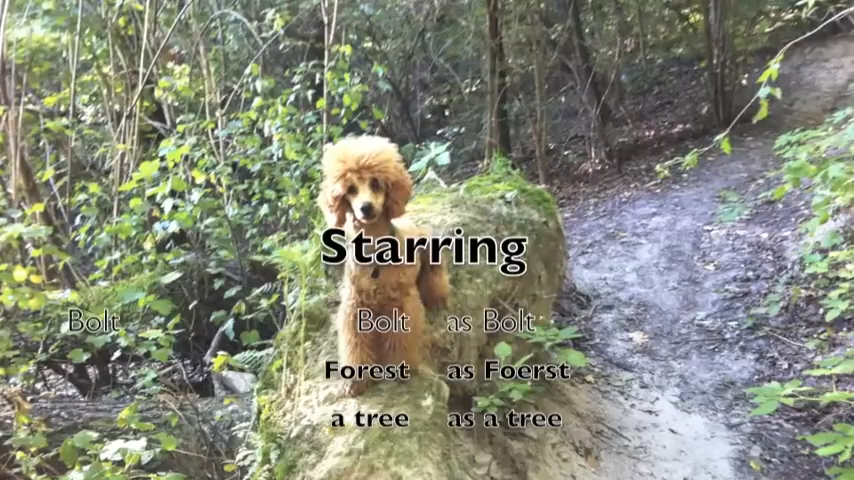 Starring
Bolt Bolt as Bolt
Forest as Foerst
a tree as a tree